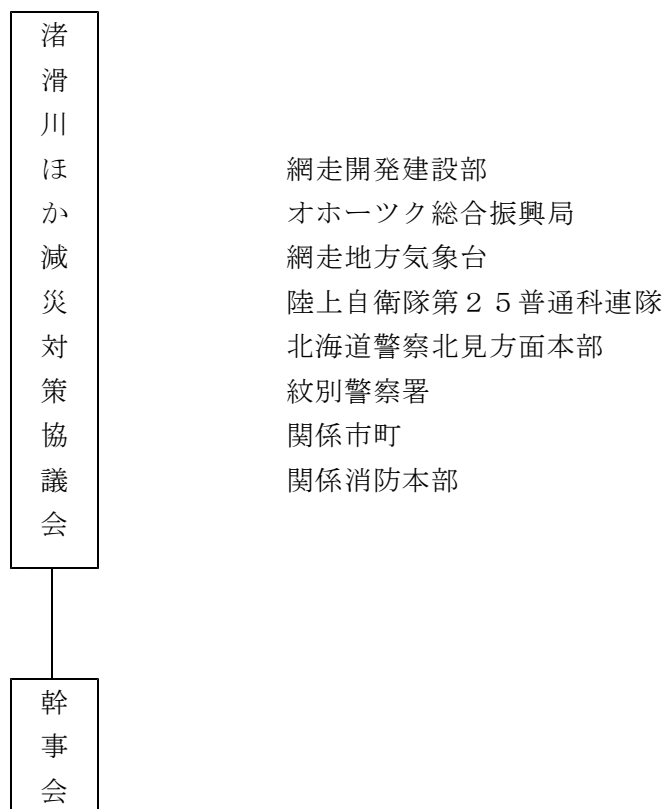 渚滑川ほか減災対策協議会
網走開発建設部
オホーツク総合振興局
網走地方気象台
陸上自衛隊第２５普通科連隊
北海道警察北見方面本部
紋別警察署
関係市町
関係消防本部
幹事会